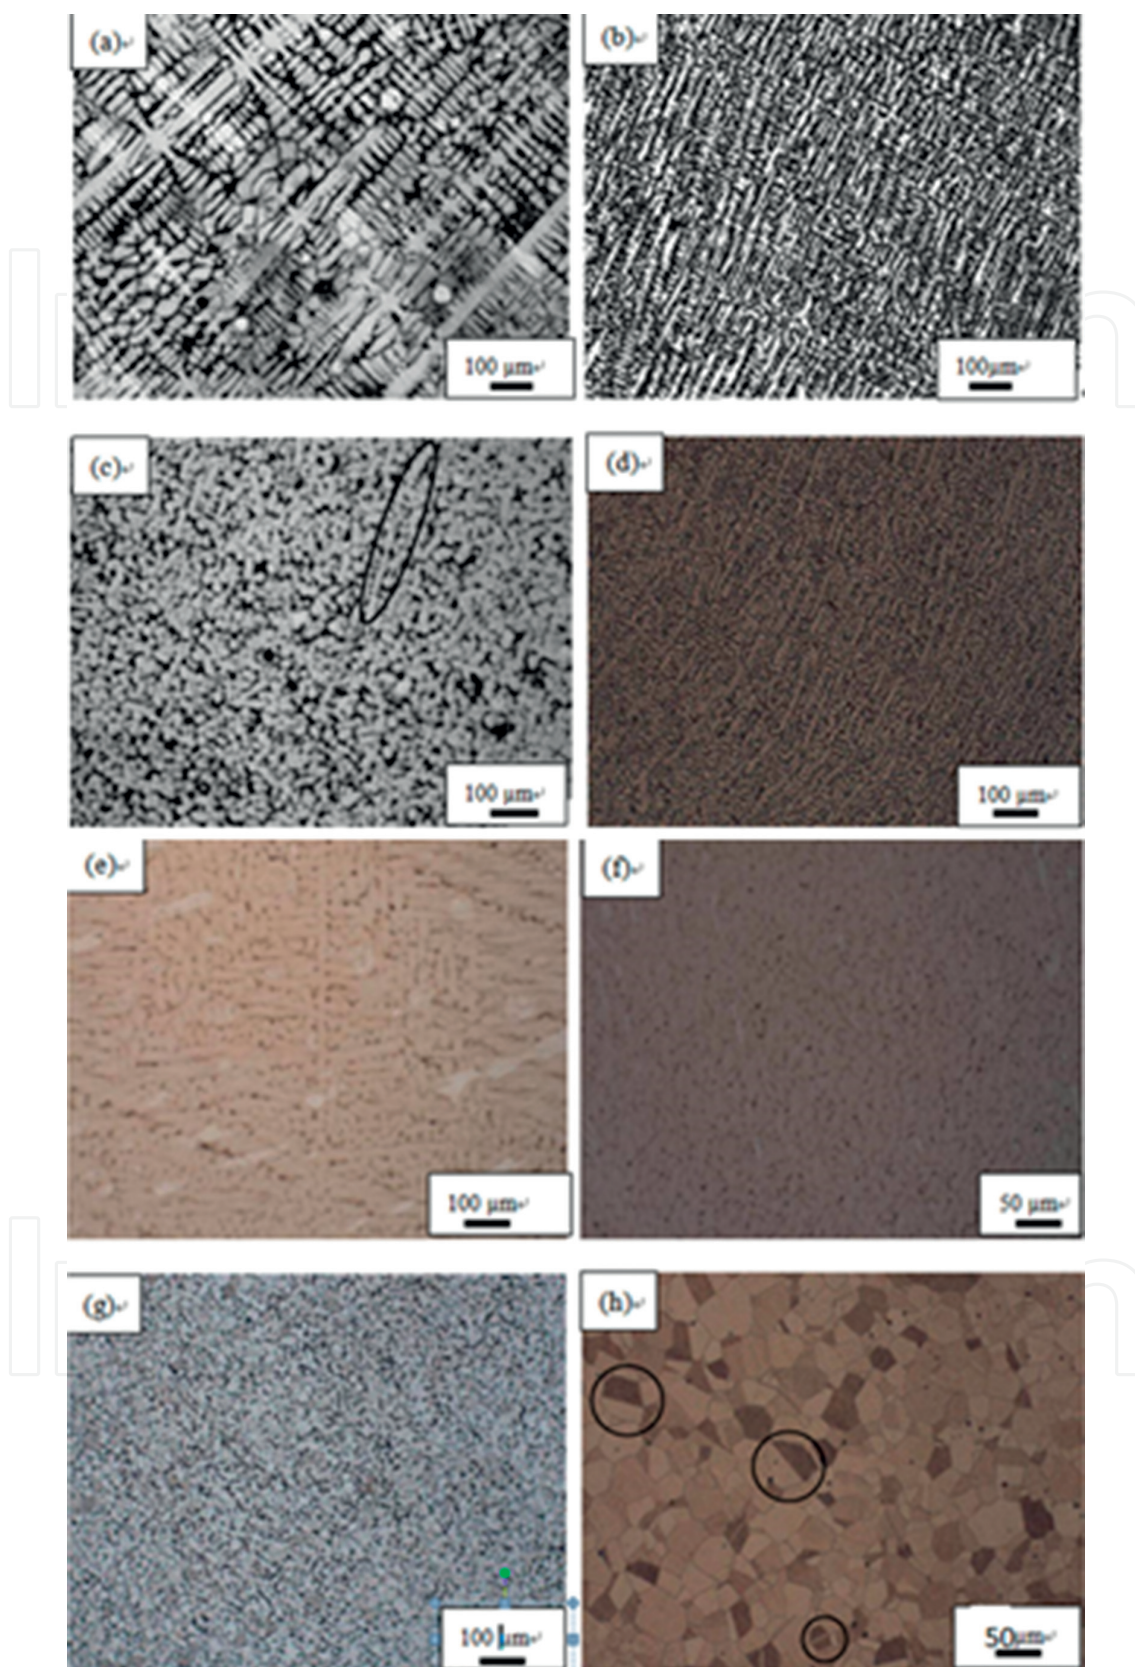 (a)↵
(b)↵
100 µm↵
100µm↵
(c)↵
(d)↵
100 µm↵
100 µm↵
(e)↵
(f)↵
100 µm↵
50 µm↵
(g)↵
(h)↵
100 µm↵
50µm↵